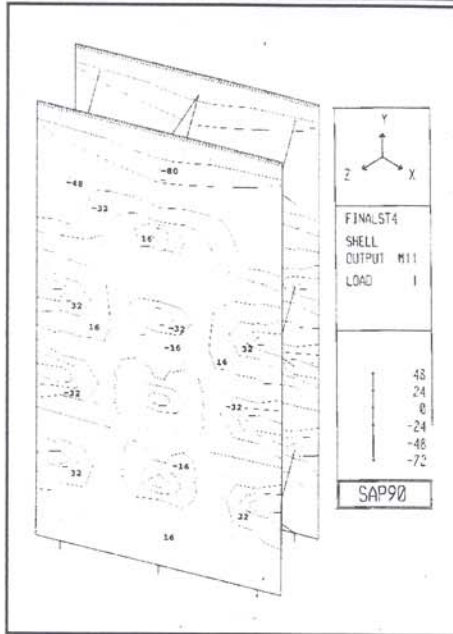 -80
-48
-32
16
32
16
-32
-16
32
16
-32
-32
-16
32
32
16
Y
Z
X
FINALST4
SHELL
OUTPUT M11
LOAD 1
48
24
0
-24
-48
-72
SAP90